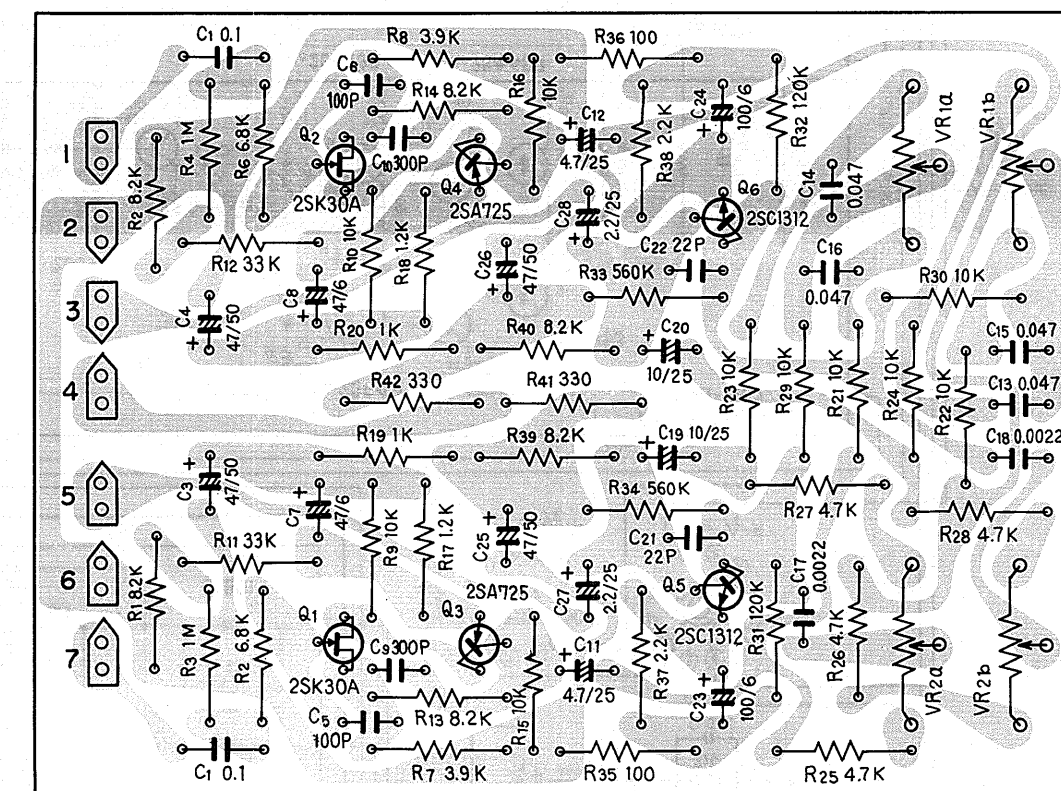 C1 0.1
R8 3.9K
R36 100
C6 100P
R14 8.2K
R16 10K
C12 4.7/25
C24 100/6
R32 120K
VR1a
VR1b
1
R4 1M
R6 6.8K
Q2
C10 300P
Q4
R38 2.2K
R2 8.2K
2SK30A
2SA725
C28 2.2/25
Q6
2SC1312
C14 0.047
2
R12 33K
R10 10K
R18 1.2K
C26 47/50
C22 22P
C16 0.047
3
C4 47/50
C8 47/6
R33 560K
R30 10K
R20 1K
R40 8.2K
C20 10/25
C15 0.047
4
R42 330
R41 330
R23 10K
R29 10K
R21 10K
R24 10K
R22 10K
C13 0.047
R19 1K
R39 8.2K
C19 10/25
C18 0.0022
5
C3 47/50
C7 47/6
R9 10K
R17 1.2K
C25 47/50
R34 560K
R27 4.7K
R28 4.7K
R11 33K
C21 22P
6
R1 8.2K
2SA725
C27 2.2/25
Q5
2SC1312
C17 0.0022
Q1
Q3
R31 120K
R26 4.7K
7
R3 1M
R2 6.8K
C9 300P
C11 4.7/25
R37 2.2K
2SK30A
R13 8.2K
R15 10K
C23 100/6
VR2a
VR2b
C5 100P
C1 0.1
R7 3.9K
R35 100
R25 4.7K